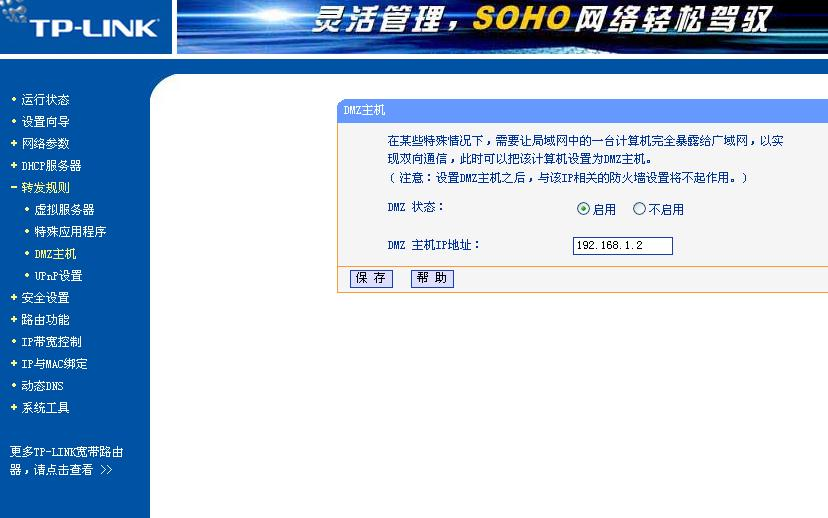 TP-LINK
灵活管理，SOHO网络轻松驾驭
• 运行状态
• 设置向导
+ 网络参数
+ DHCP服务器
- 转发规则
• 虚拟服务器
• 特殊应用程序
• DMZ主机
• UPnP设置
+ 安全设置
+ 路由功能
• IP带宽控制
+ IP与MAC绑定
• 动态DNS
+ 系统工具
更多TP-LINK宽带路由
器，请点击查看 >>
DMZ主机
在某些特殊情况下，需要让局域网中的一台计算机完全暴露给广域网，以实
现双向通信，此时可以把该计算机设置为DMZ主机。
（ 注意：设置DMZ主机之后，与该IP相关的防火墙设置将不起作用。）
DMZ 状态： 启用 不启用
DMZ 主机IP地址： 192.168.1.2
保 存 帮 助